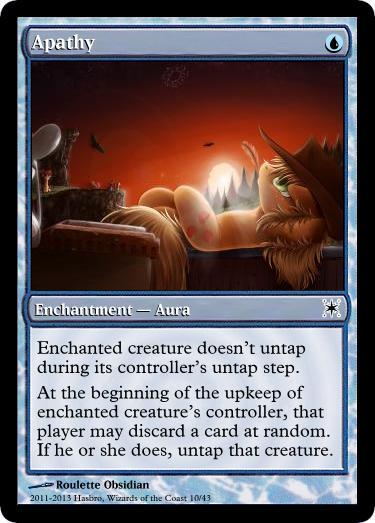 Apathy
Enchantment — Aura
Enchanted creature doesn't untap
during its controller's untap step.
At the beginning of the upkeep of
enchanted creature's controller, that
player may discard a card at random.
If he or she does, untap that creature.
Roulette Obsidian
2011-2013 Hasbro, Wizards of the Coast 10/43